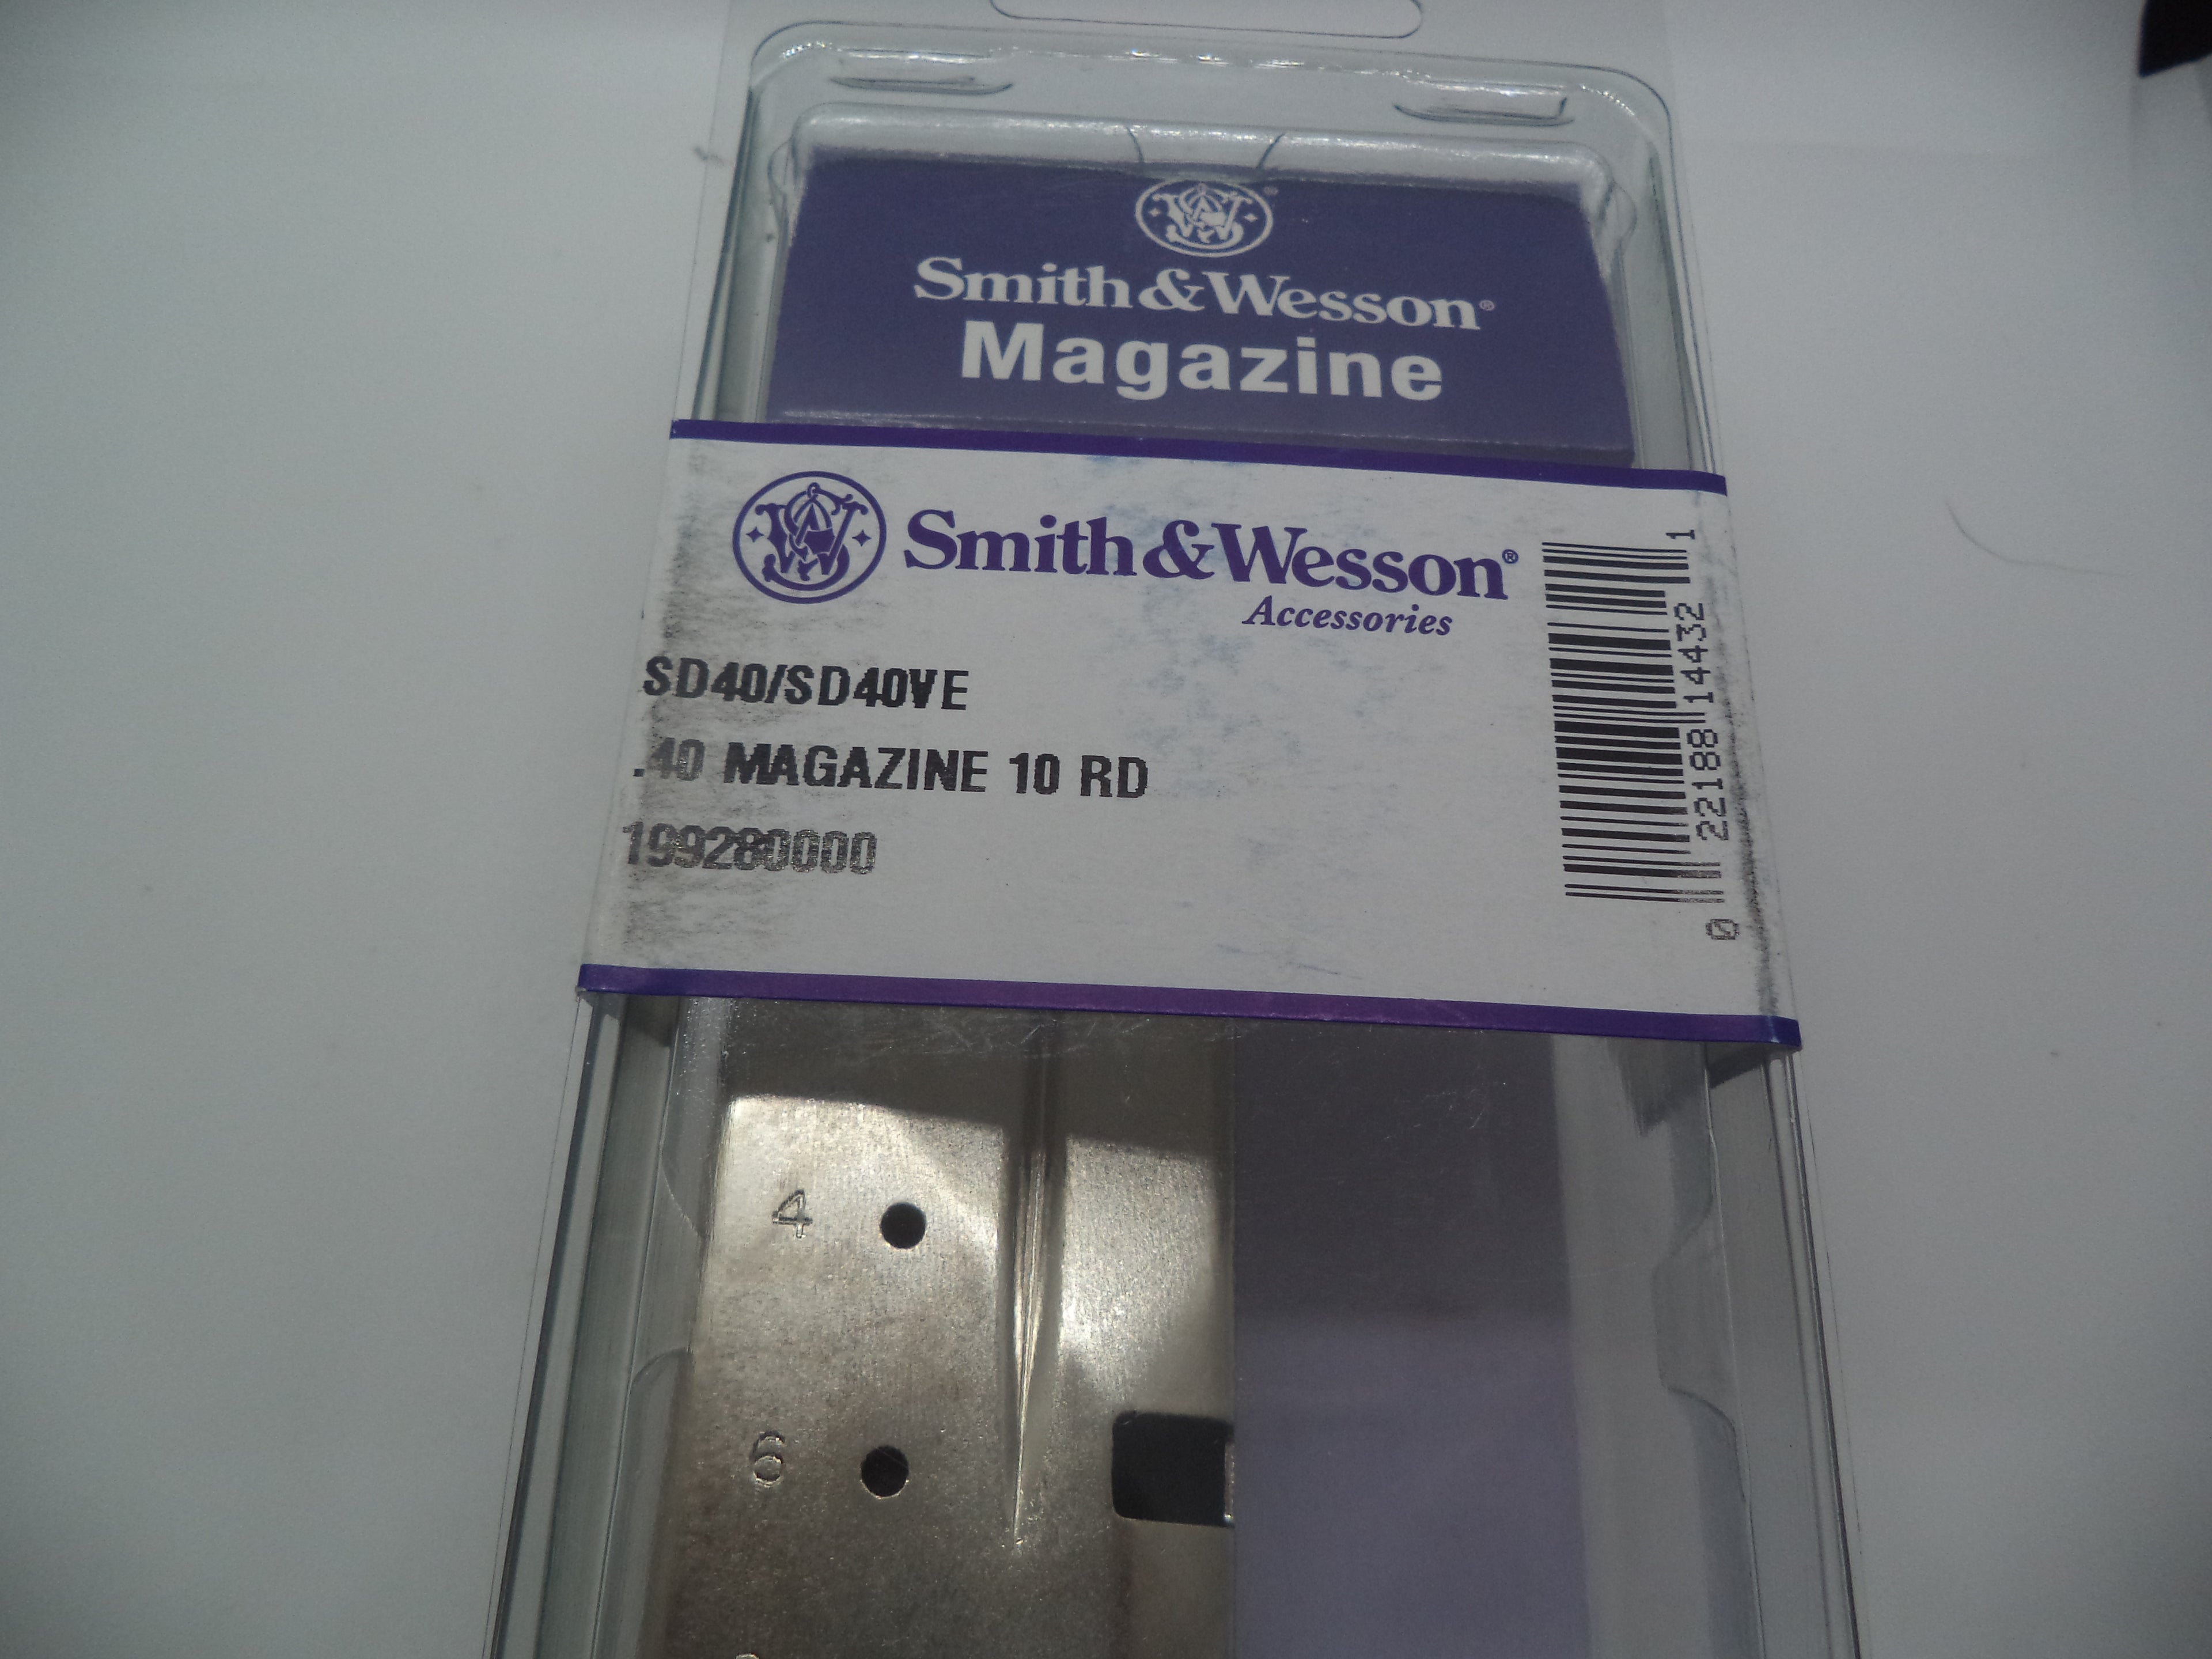 Smith & Wesson®
Magazine
Smith & Wesson®
Accessories
SD40/SD40VE
.40 MAGAZINE 10 RD
199280000
0 22188 14432 1
4
6